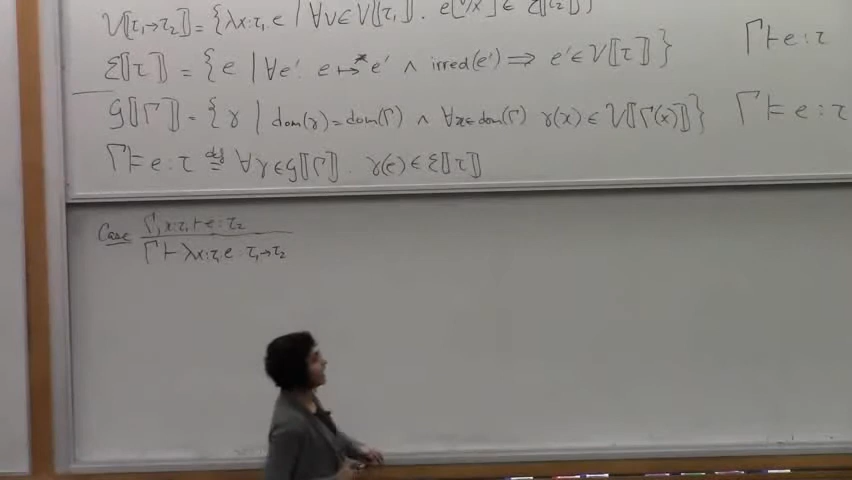 𝒱⟦τ₁→τ₂⟧ = {λx:τ₁.e | ∀v∈𝒱⟦τ₁⟧. e[v/x] ∈ ℰ⟦τ₂⟧}
ℰ⟦τ⟧ = {e | ∀e'. e ↦* e' ∧ irred(e') ⟹ e'∈𝒱⟦τ⟧}
Γ⊢e:τ
𝒢⟦Γ⟧ = {γ | dom(γ)=dom(Γ) ∧ ∀x∈dom(Γ) γ(x)∈𝒱⟦Γ(x)⟧}
Γ⊨e:τ
Γ⊨e:τ ≝ ∀γ∈𝒢⟦Γ⟧. γ(e)∈ℰ⟦τ⟧
Case Γ,x:τ₁⊢e:τ₂
Γ⊢λx:τ₁.e:τ₁→τ₂